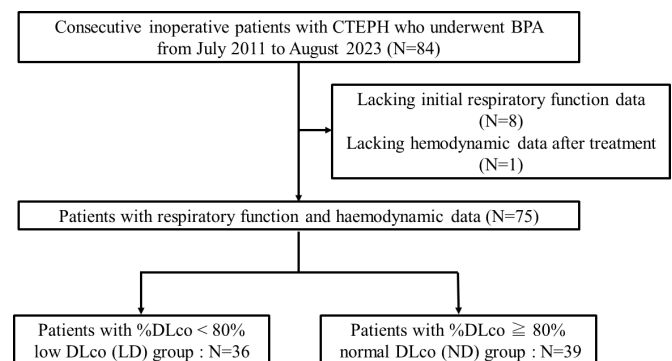 Consecutive inoperative patients with CTEPH who underwent BPA
from July 2011 to August 2023 (N=84)
Lacking initial respiratory function data
(N=8)
Lacking hemodynamic data after treatment
(N=1)
Patients with respiratory function and haemodynamic data (N=75)
Patients with %DLco < 80%
low DLco (LD) group : N=36
Patients with %DLco ≧ 80%
normal DLco (ND) group : N=39